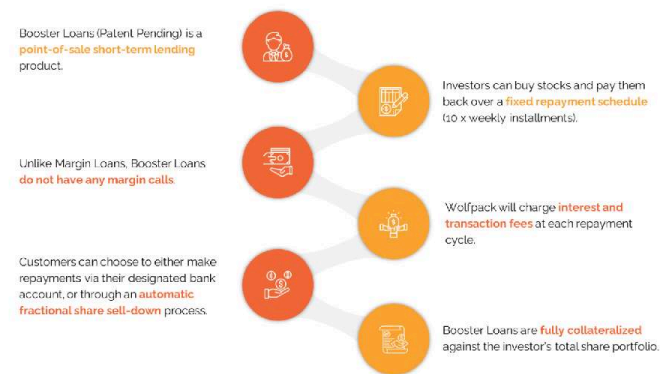 Booster Loans (Patent Pending) is a
point-of-sale short-term lending
product.
Investors can buy stocks and pay them
back over a fixed repayment schedule
(10 x weekly installments).
Unlike Margin Loans, Booster Loans
do not have any margin calls.
Wolfpack will charge interest and
transaction fees at each repayment
cycle.
Customers can choose to either make
repayments via their designated bank
account, or through an automatic
fractional share sell-down process.
Booster Loans are fully collateralized
against the investor's total share portfolio.